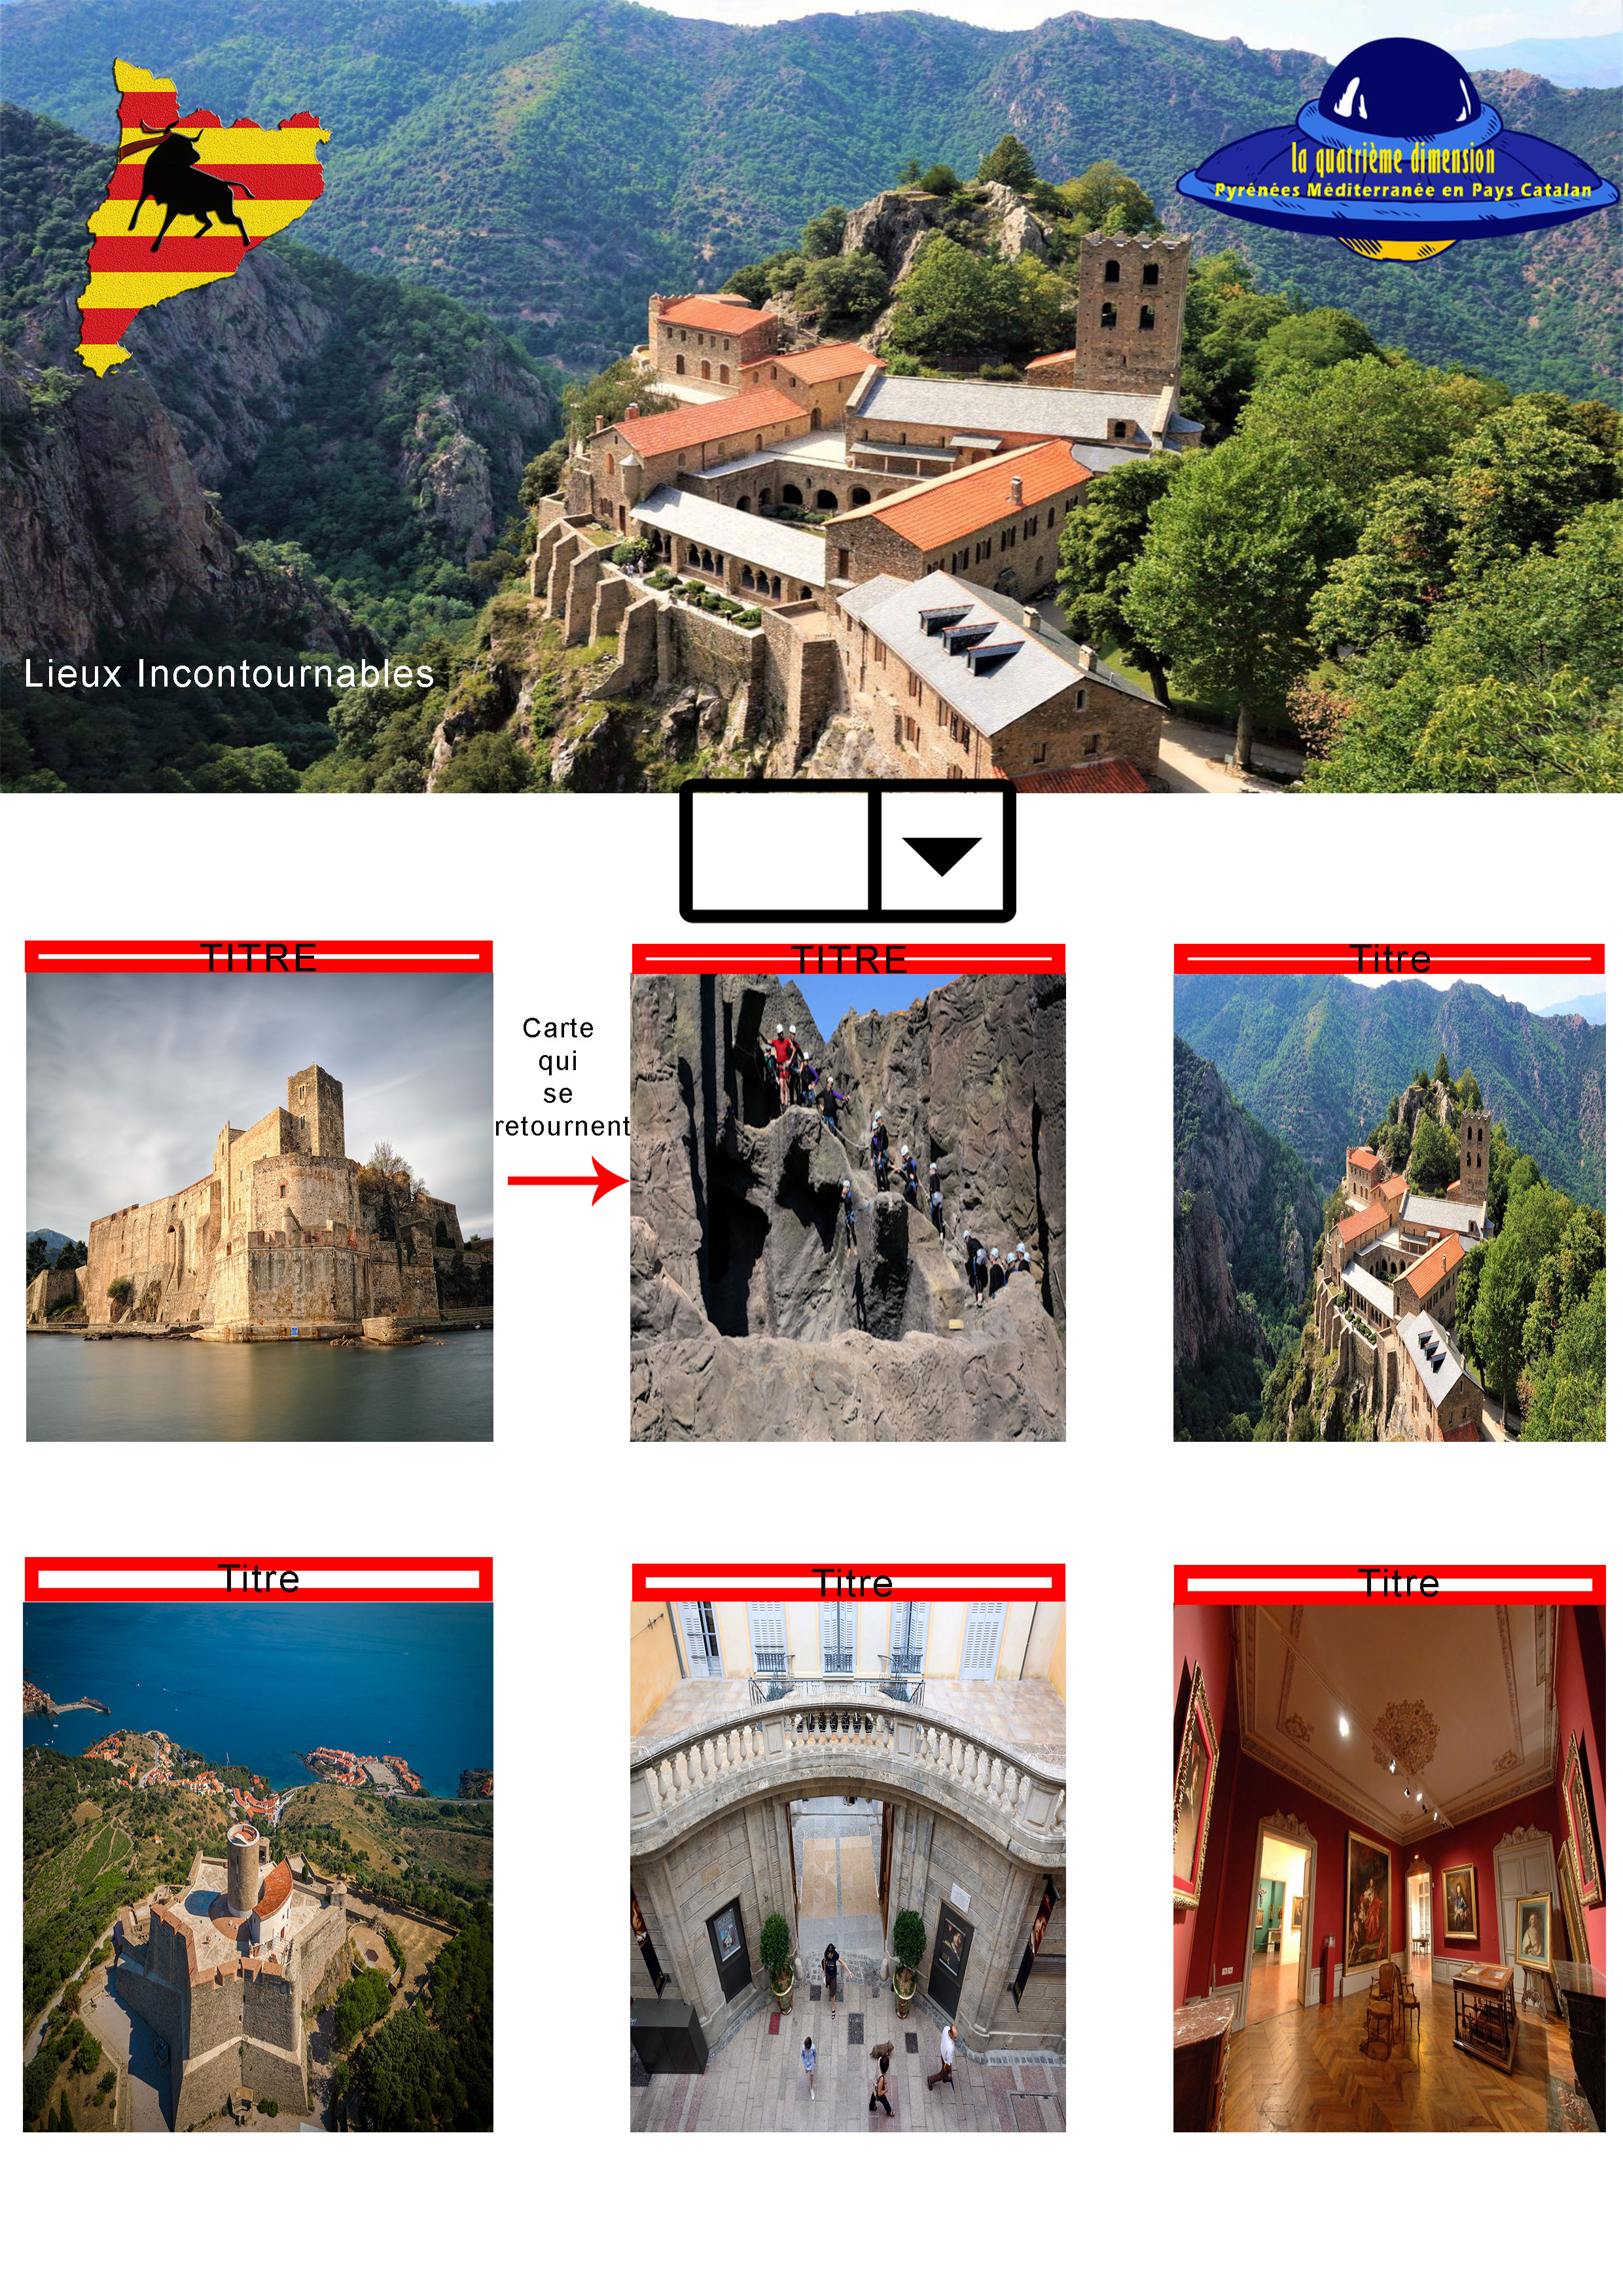 la quatrième dimension
Pyrénées Méditerranée en Pays Catalan
Lieux Incontournables
TITRE
TITRE
Titre
Carte
qui
se
retournent
Titre
Titre
Titre